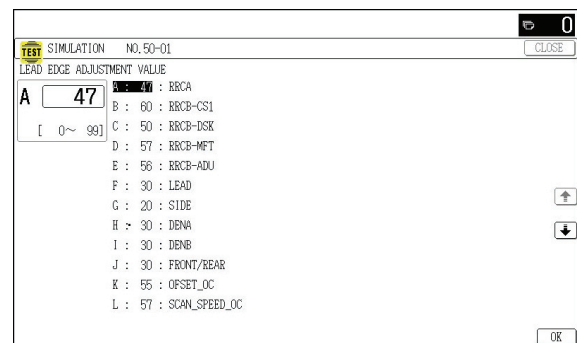 0
TEST SIMULATION NO.50-01 CLOSE
LEAD EDGE ADJUSTMENT VALUE
A 47
[ 0~ 99]
A : 47 : RRCA
B : 60 : RRCB-CS1
C : 50 : RRCB-DSK
D : 57 : RRCB-MFT
E : 56 : RRCB-ADU
F : 30 : LEAD
G : 20 : SIDE
H : 30 : DENA
I : 30 : DENB
J : 30 : FRONT/REAR
K : 55 : OFSET_OC
L : 57 : SCAN_SPEED_OC
OK